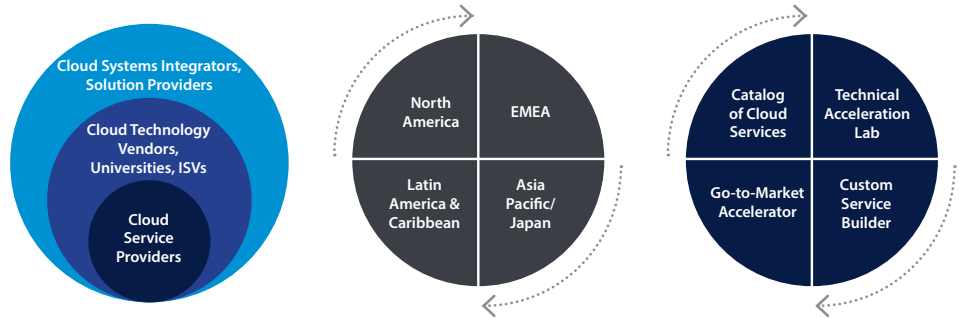 Cloud Systems Integrators,
Solution Providers
Cloud Technology
Vendors,
Universities, ISVs
Cloud
Service
Providers
North
America
EMEA
Latin
America &
Caribbean
Asia
Pacific/
Japan
Catalog
of Cloud
Services
Technical
Acceleration
Lab
Go-to-Market
Accelerator
Custom
Service
Builder